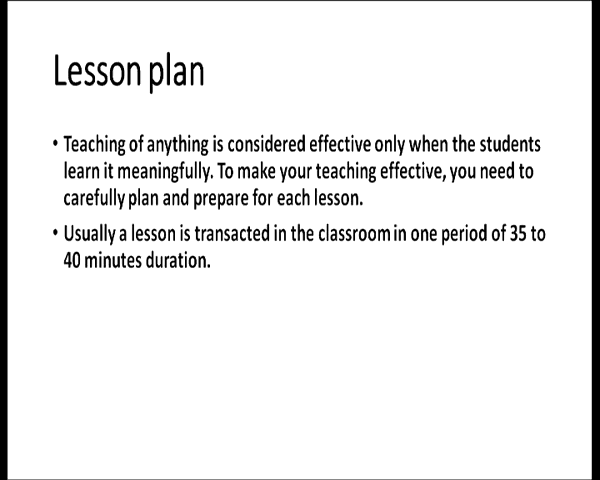 Lesson plan
• Teaching of anything is considered effective only when the students
learn it meaningfully. To make your teaching effective, you need to
carefully plan and prepare for each lesson.
• Usually a lesson is transacted in the classroom in one period of 35 to
40 minutes duration.